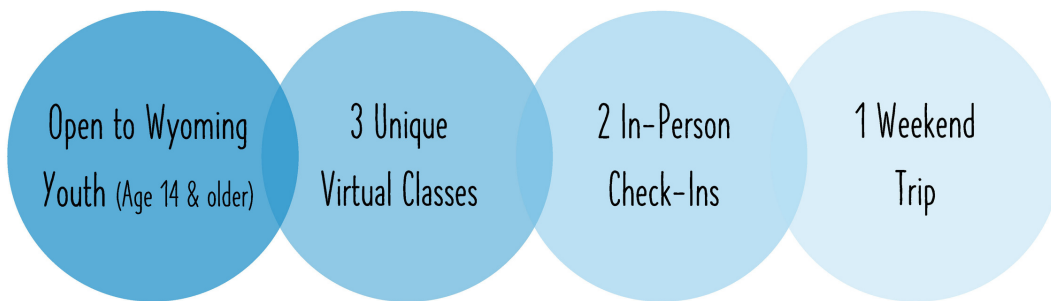 Open to Wyoming
Youth (Age 14 & older)
3 Unique
Virtual Classes
2 In-Person
Check-Ins
1 Weekend
Trip